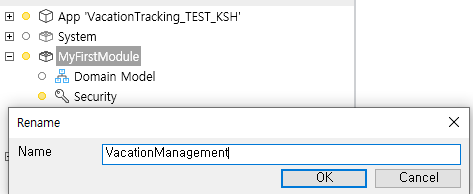 App 'VacationTracking_TEST_KSH'
System
MyFirstModule
Domain Model
Security
Rename
Name VacationManagement
OK Cancel